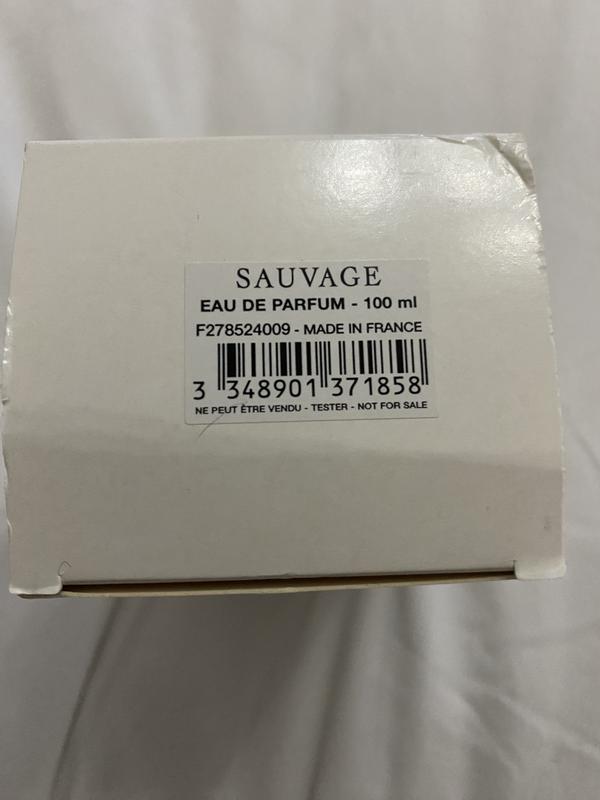 SAUVAGE
EAU DE PARFUM - 100 ml
F278524009 - MADE IN FRANCE
3 348901 371858
NE PEUT ÊTRE VENDU - TESTER - NOT FOR SALE